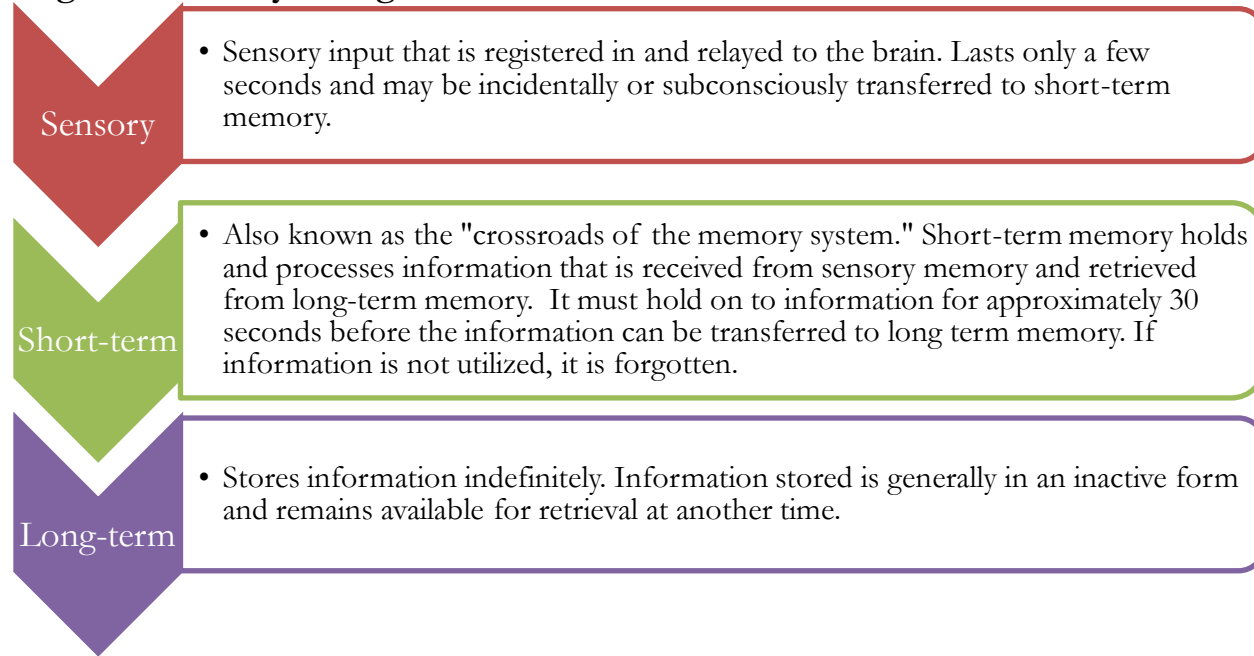 Sensory
• Sensory input that is registered in and relayed to the brain. Lasts only a few
seconds and may be incidentally or subconsciously transferred to short-term
memory.
Short-term
• Also known as the "crossroads of the memory system." Short-term memory holds
and processes information that is received from sensory memory and retrieved
from long-term memory.  It must hold on to information for approximately 30
seconds before the information can be transferred to long term memory. If
information is not utilized, it is forgotten.
Long-term
• Stores information indefinitely. Information stored is generally in an inactive form
and remains available for retrieval at another time.